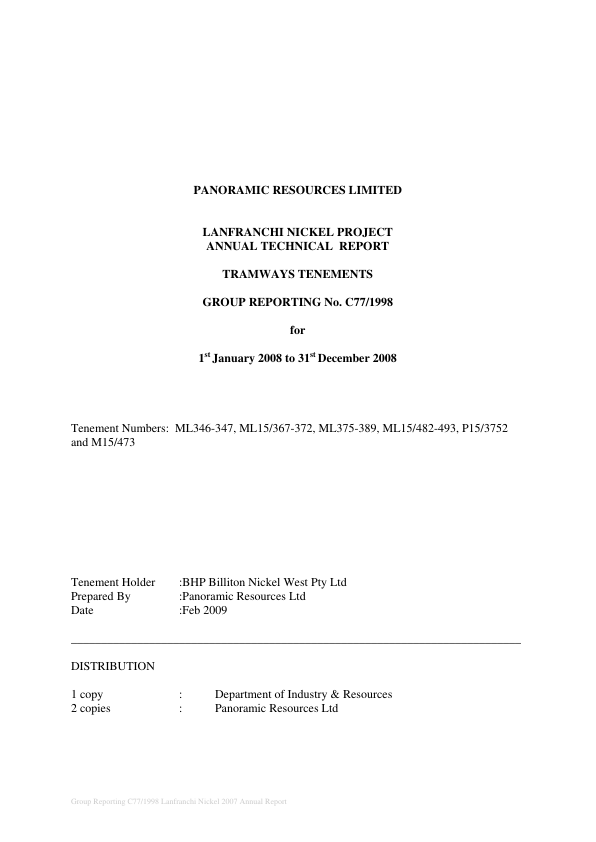 PANORAMIC RESOURCES LIMITED
LANFRANCHI NICKEL PROJECT
ANNUAL TECHNICAL REPORT
TRAMWAYS TENEMENTS
GROUP REPORTING No. C77/1998
for
1st January 2008 to 31st December 2008
Tenement Numbers: ML346-347, ML15/367-372, ML375-389, ML15/482-493, P15/3752
and M15/473
Tenement Holder :BHP Billiton Nickel West Pty Ltd
Prepared By :Panoramic Resources Ltd
Date :Feb 2009
DISTRIBUTION
1 copy : Department of Industry & Resources
2 copies : Panoramic Resources Ltd
Group Reporting C77/1998 Lanfranchi Nickel 2007 Annual Report